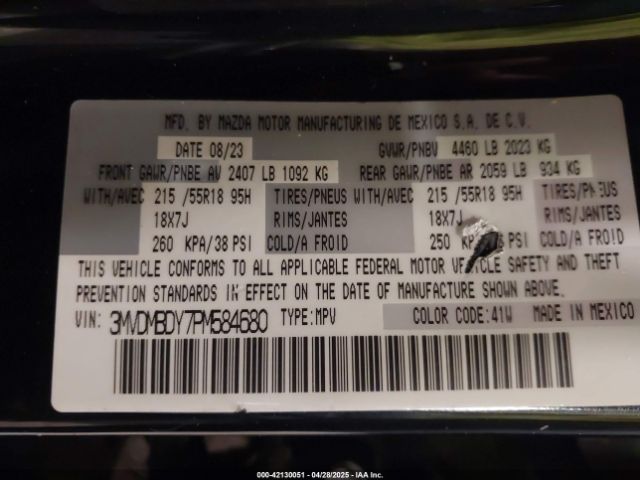 MFD. BY MAZDA MOTOR MANUFACTURING DE MEXICO S.A. DE C.V.
DATE 08/23 GVWR/PNBV 4460 LB 2023 KG
FRONT GAWR/PNBE AV 2407 LB 1092 KG REAR GAWR/PNBE AR 2059 LB 934 KG
WITH/AVEC 215 /55R18 95H TIRES/PNEUS WITH/AVEC 215 /55R18 95H TIRES/PNEUS
18X7J RIMS/JANTES 18X7J RIMS/JANTES
260 KPA/38 PSI COLD/A FROID 250 PSI COLD/A FROID
THIS VEHICLE CONFORMS TO ALL APPLICABLE FEDERAL MOTOR VEHICLE SAFETY AND THEFT
PREVENTION STANDARDS IN EFFECT ON THE DATE OF MANUFACTURE SHOWN ABOVE.
VIN: 3MVDMBDY7PM584680 TYPE:MPV COLOR CODE:41W MADE IN MEXICO
000-42130051 - 04/28/2025 - IAA Inc.